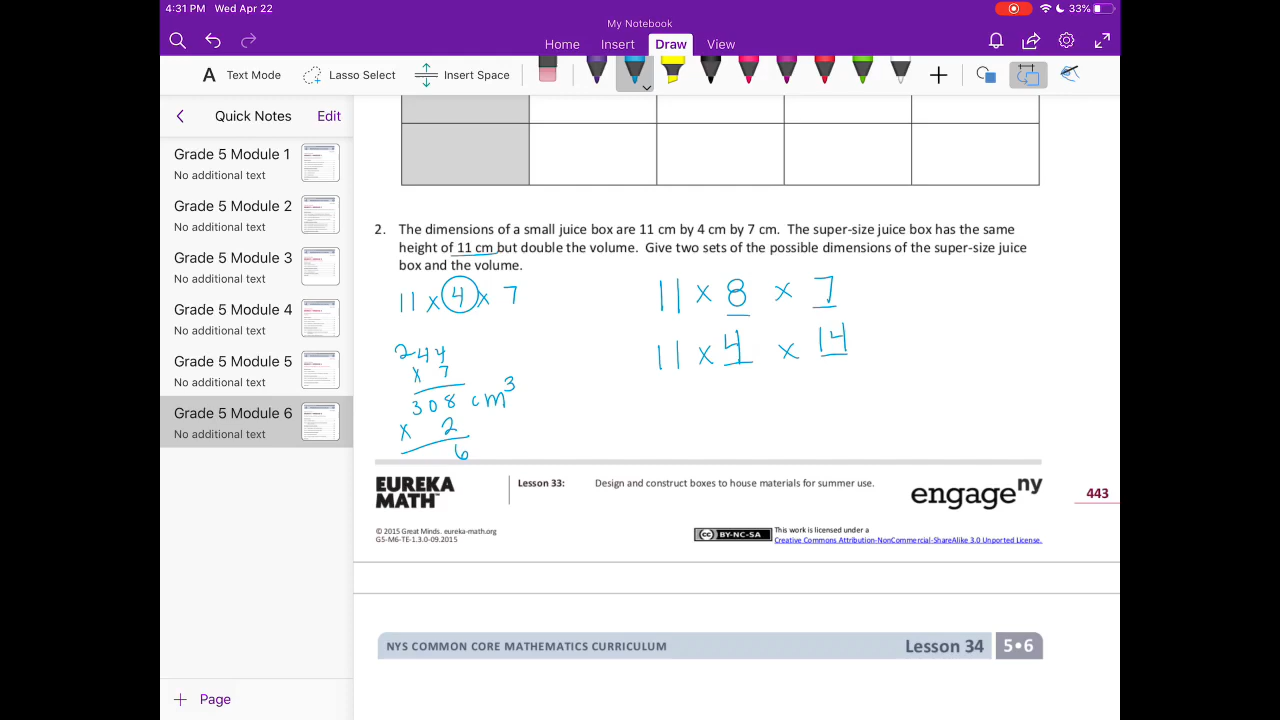 4:31 PM Wed Apr 22
33%
My Notebook
Home Insert Draw View
A Text Mode Lasso Select Insert Space
Quick Notes Edit
Grade 5 Module 1
No additional text
Grade 5 Module 2
No additional text
Grade 5 Module 3
No additional text
Grade 5 Module 4
No additional text
Grade 5 Module 5
No additional text
Grade 5 Module 6
No additional text
+ Page
2. The dimensions of a small juice box are 11 cm by 4 cm by 7 cm. The super-size juice box has the same
height of 11 cm but double the volume. Give two sets of the possible dimensions of the super-size juice
box and the volume.
11 x 4 x 7
11 x 8 x 7
11 x 4 x 14
244
x 7
308 cm³
x 2
6
EUREKA
MATH™
Lesson 33: Design and construct boxes to house materials for summer use.
engageny
443
© 2015 Great Minds. eureka-math.org
G5-M6-TE-1.3.0-09.2015
cc BY-NC-SA
This work is licensed under a
Creative Commons Attribution-NonCommercial-ShareAlike 3.0 Unported License.
NYS COMMON CORE MATHEMATICS CURRICULUM Lesson 34 5•6